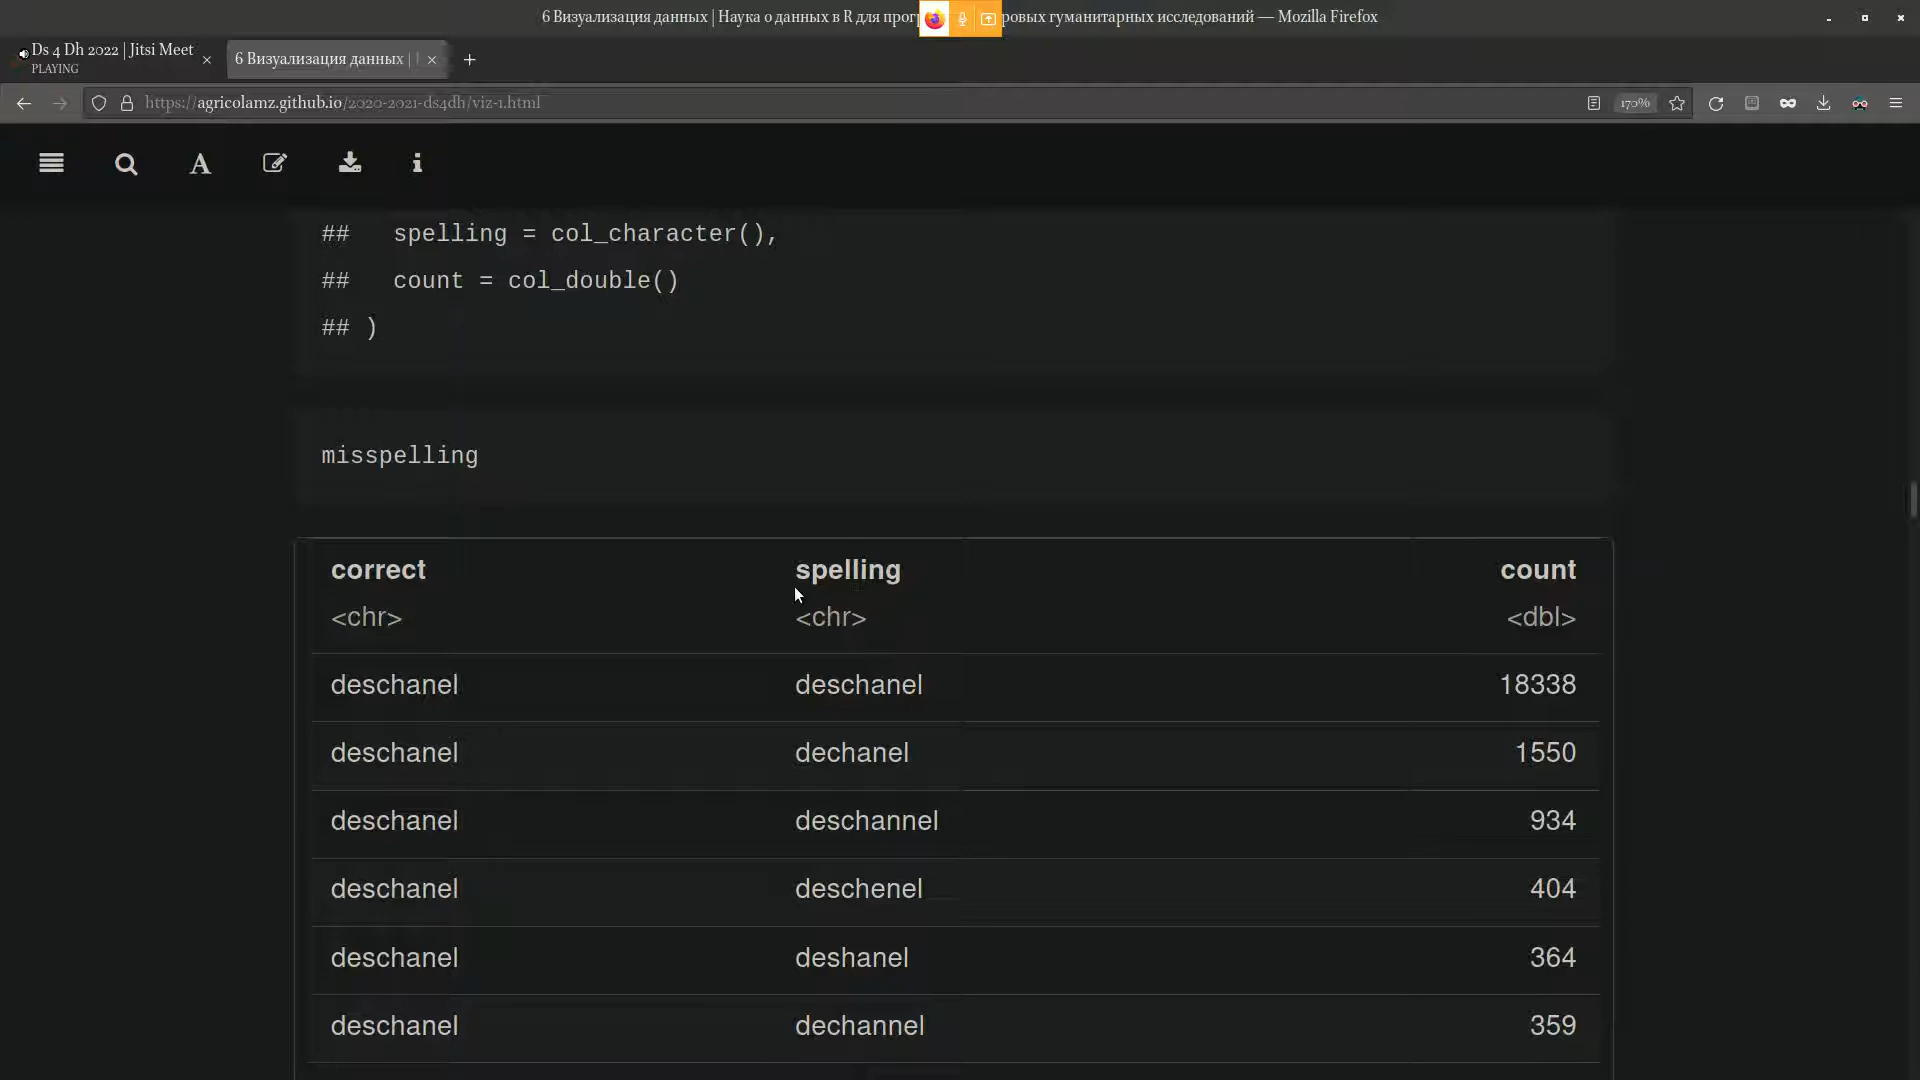 6 Визуализация данных | Наука о данных в R для прог
ровых гуманитарных исследований — Mozilla Firefox
Ds 4 Dh 2022 | Jitsi Meet
PLAYING
6 Визуализация данных |
https://agricolamz.github.io/2020-2021-ds4dh/viz-1.html
170%
## spelling = col_character(),
## count = col_double()
## )
misspelling
correct spelling count
<chr> <chr> <dbl>
deschanel deschanel 18338
deschanel dechanel 1550
deschanel deschannel 934
deschanel deschenel 404
deschanel deshanel 364
deschanel dechannel 359